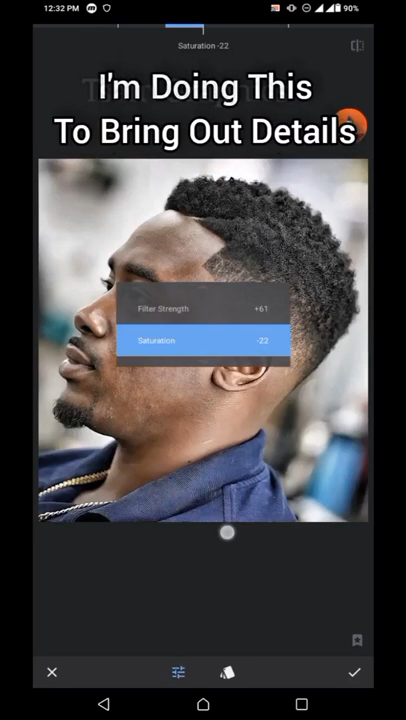 12:32 PM
90%
Saturation -22
I'm Doing This
To Bring Out Details
Filter Strength +61
Saturation -22